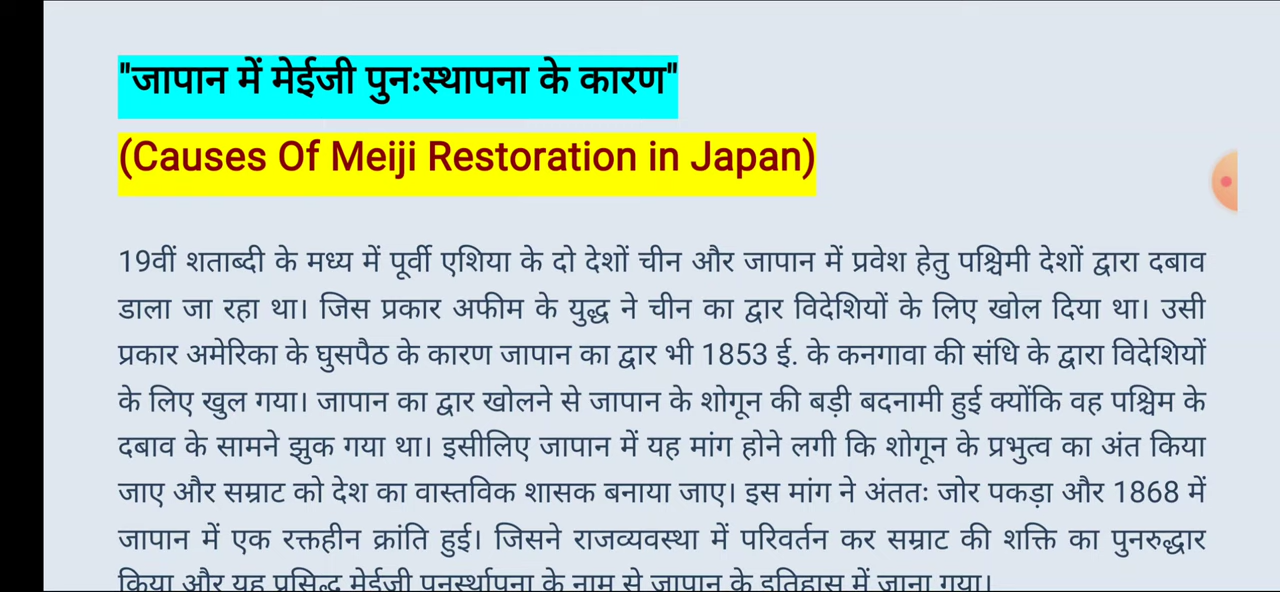 "जापान में मेईजी पुनःस्थापना के कारण"
(Causes Of Meiji Restoration in Japan)
19वीं शताब्दी के मध्य में पूर्वी एशिया के दो देशों चीन और जापान में प्रवेश हेतु पश्चिमी देशों द्वारा दबाव
डाला जा रहा था। जिस प्रकार अफीम के युद्ध ने चीन का द्वार विदेशियों के लिए खोल दिया था। उसी
प्रकार अमेरिका के घुसपैठ के कारण जापान का द्वार भी 1853 ई. के कनगावा की संधि के द्वारा विदेशियों
के लिए खुल गया। जापान का द्वार खोलने से जापान के शोगून की बड़ी बदनामी हुई क्योंकि वह पश्चिम के
दबाव के सामने झुक गया था। इसीलिए जापान में यह मांग होने लगी कि शोगून के प्रभुत्व का अंत किया
जाए और सम्राट को देश का वास्तविक शासक बनाया जाए। इस मांग ने अंततः जोर पकड़ा और 1868 में
जापान में एक रक्तहीन क्रांति हुई। जिसने राजव्यवस्था में परिवर्तन कर सम्राट की शक्ति का पुनरुद्धार
किया और यह प्रसिद्ध मेईजी पुनर्स्थापना के नाम से जापान के इतिहास में जाना गया।